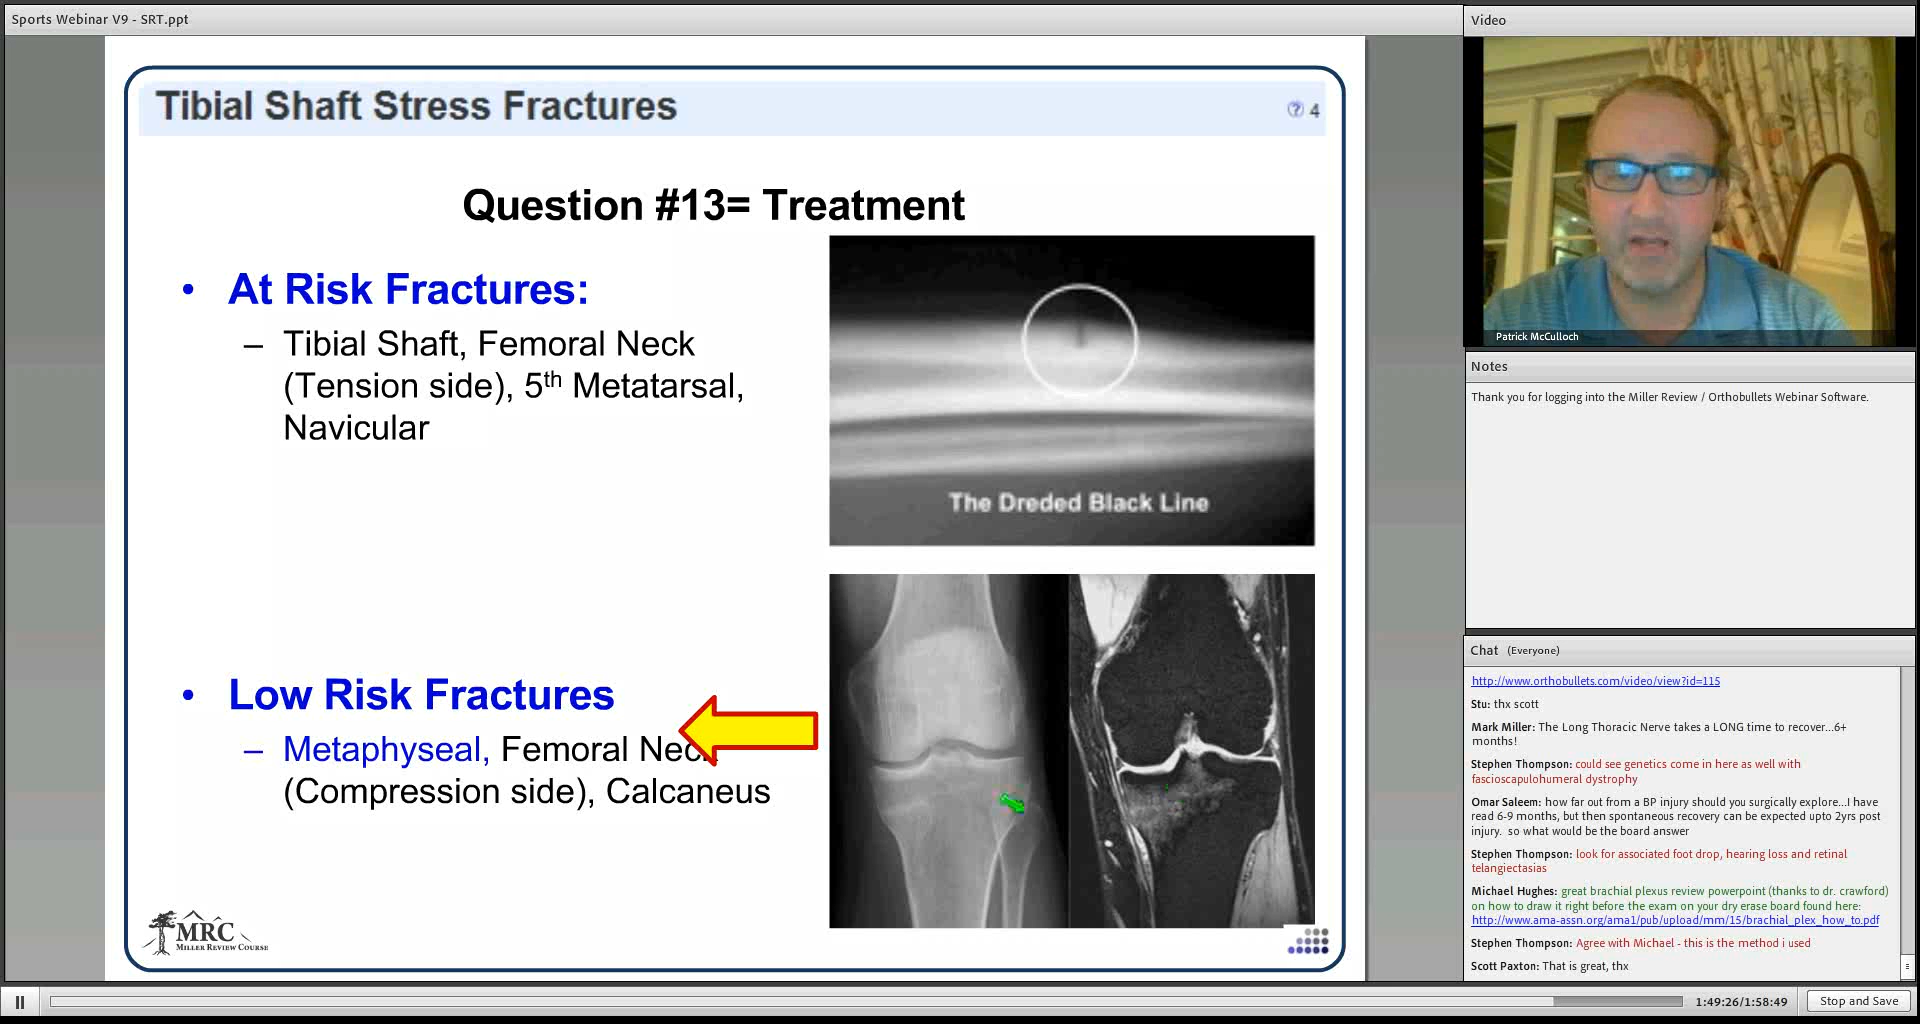 Sports Webinar V9 - SRT.ppt
Tibial Shaft Stress Fractures
? 4
Question #13= Treatment
• At Risk Fractures:
– Tibial Shaft, Femoral Neck
(Tension side), 5th Metatarsal,
Navicular
The Dreded Black Line
• Low Risk Fractures
– Metaphyseal, Femoral Neck
(Compression side), Calcaneus
MRC
MILLER REVIEW COURSE
Video
Patrick McCulloch
Notes
Thank you for logging into the Miller Review / Orthobullets Webinar Software.
Chat (Everyone)
http://www.orthobullets.com/video/view?id=115
Stu: thx scott
Mark Miller: The Long Thoracic Nerve takes a LONG time to recover...6+
months!
Stephen Thompson: could see genetics come in here as well with
fascioscapulohumeral dystrophy
Omar Saleem: how far out from a BP injury should you surgically explore...I have
read 6-9 months, but then spontaneous recovery can be expected upto 2yrs post
injury. so what would be the board answer
Stephen Thompson: look for associated foot drop, hearing loss and retinal
telangiectasias
Michael Hughes: great brachial plexus review powerpoint (thanks to dr. crawford)
on how to draw it right before the exam on your dry erase board found here:
http://www.ama-assn.org/ama1/pub/upload/mm/15/brachial_plex_how_to.pdf
Stephen Thompson: Agree with Michael - this is the method i used
Scott Paxton: That is great, thx
1:49:26/1:58:49
Stop and Save